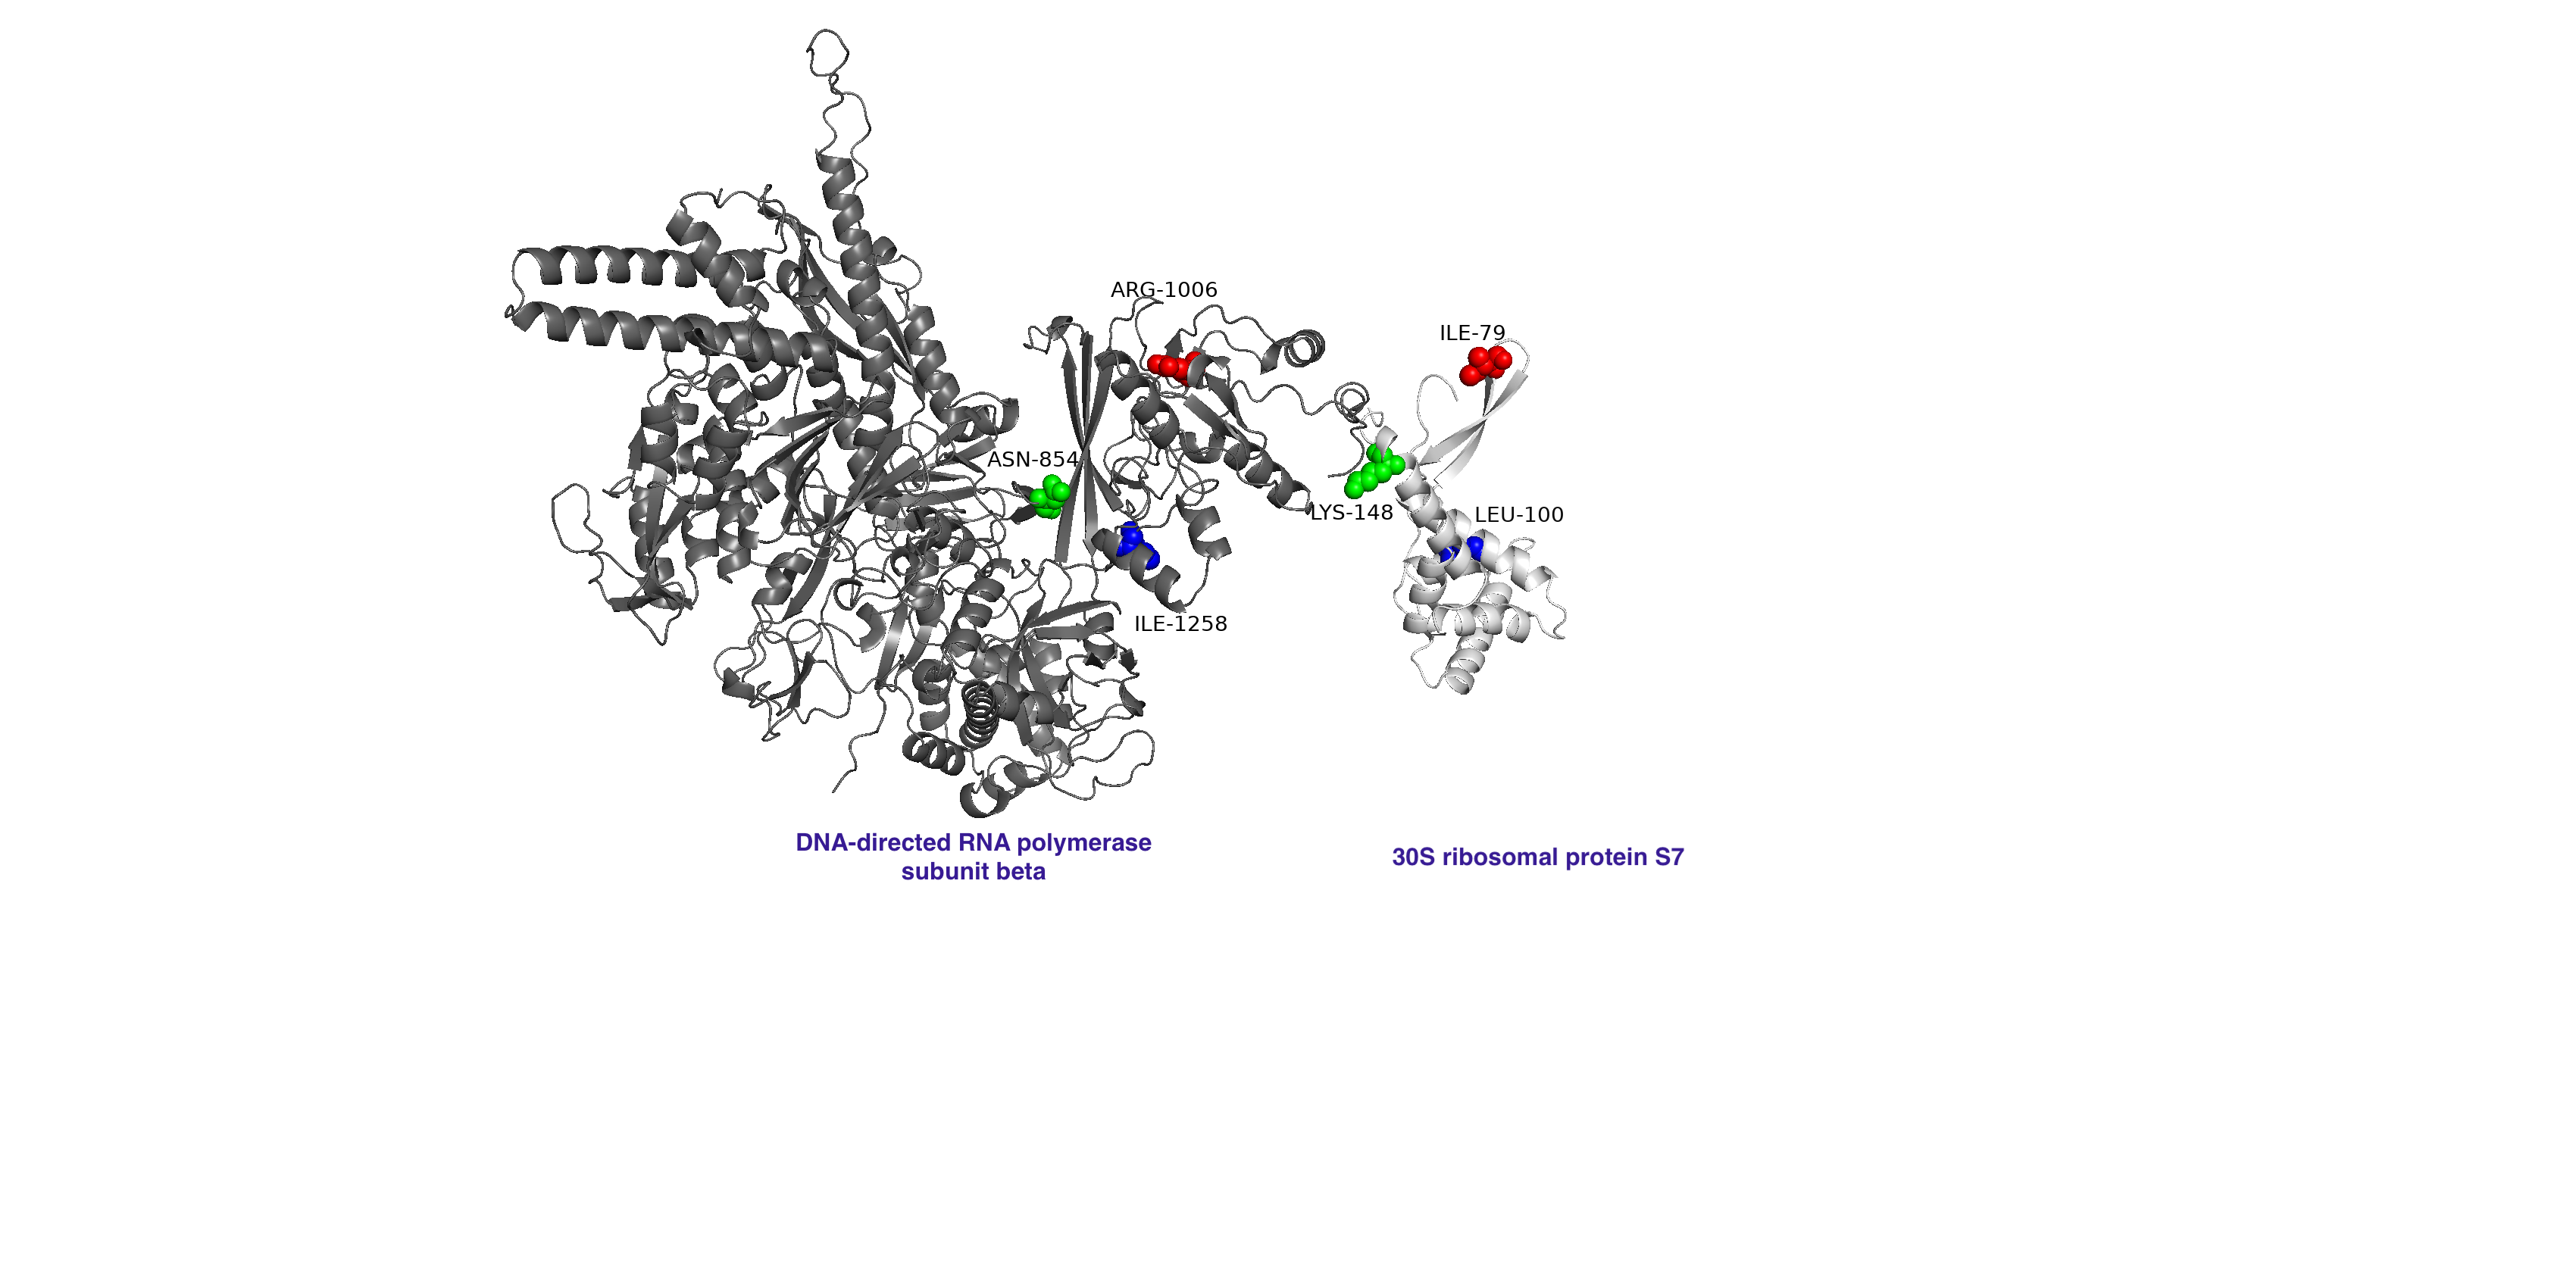 ARG-1006
ILE-79
ASN-854
LYS-148
LEU-100
ILE-1258
DNA-directed RNA polymerase
subunit beta
30S ribosomal protein S7